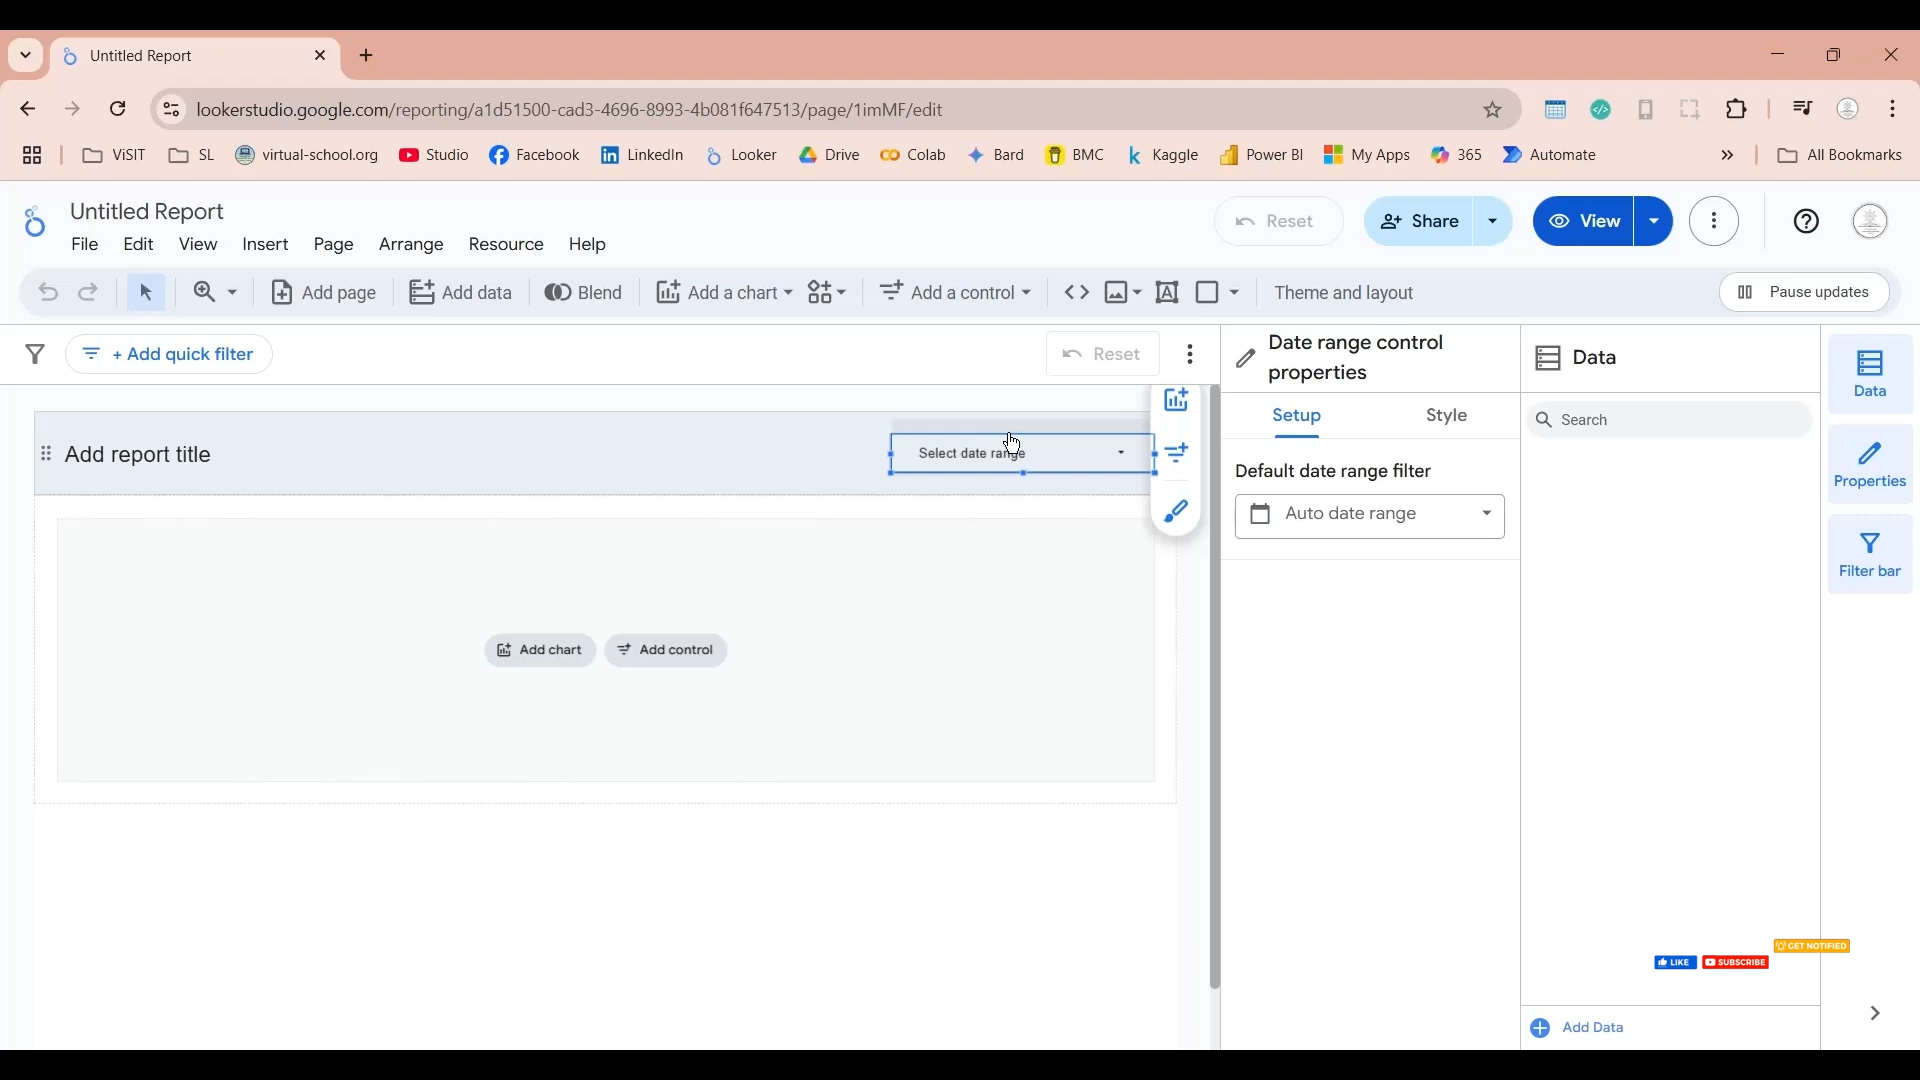 Untitled Report
lookerstudio.google.com/reporting/a1d51500-cad3-4696-8993-4b081f647513/page/1imMF/edit
ViSIT SL virtual-school.org Studio Facebook LinkedIn Looker Drive Colab Bard BMC Kaggle Power BI My Apps 365 Automate » All Bookmarks
Untitled Report
Reset Share View
File Edit View Insert Page Arrange Resource Help
Add page Add data Blend Add a chart Add a control Theme and layout Pause updates
+ Add quick filter Reset
Date range control
properties
Data
Data
Setup Style
Search
Add report title
Select date range
Default date range filter
Properties
Auto date range
Filter bar
Add chart Add control
GET NOTIFIED
LIKE SUBSCRIBE
Add Data